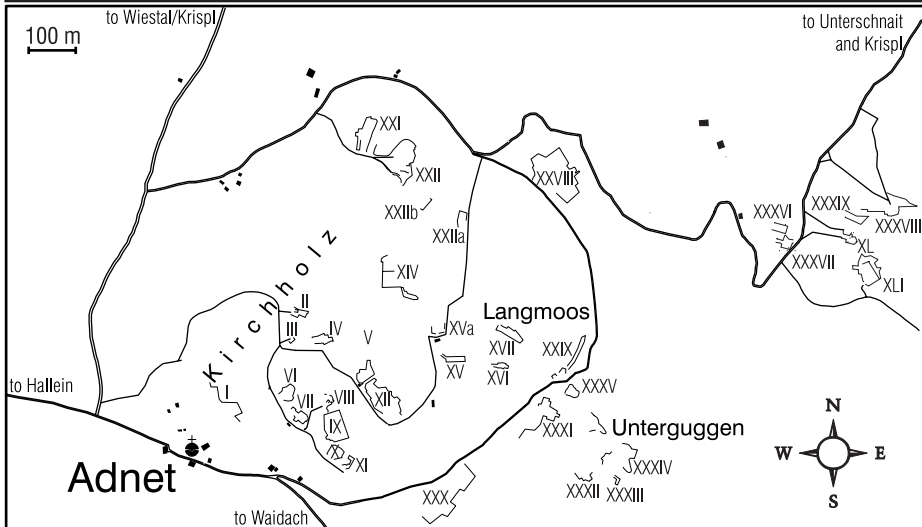 to Wiestal/Krispl
to Unterschnait
and Krispl
100 m
XXI
XXII
XXVIII
XXIIb
XXIIa
XXXIX
XXXVIII
XXXVI
XXXVII
XL
XLI
XIV
Kirchholz
II
III
IV
V
XVa
Langmoos
XVII
XXIX
XV
XVI
to Hallein
I
VI
VII
VIII
XII
IX
XI
XXXV
XXXI
Unterguggen
XXXIV
XXXII
XXXIII
XXX
Adnet
to Waidach
N
W
E
S